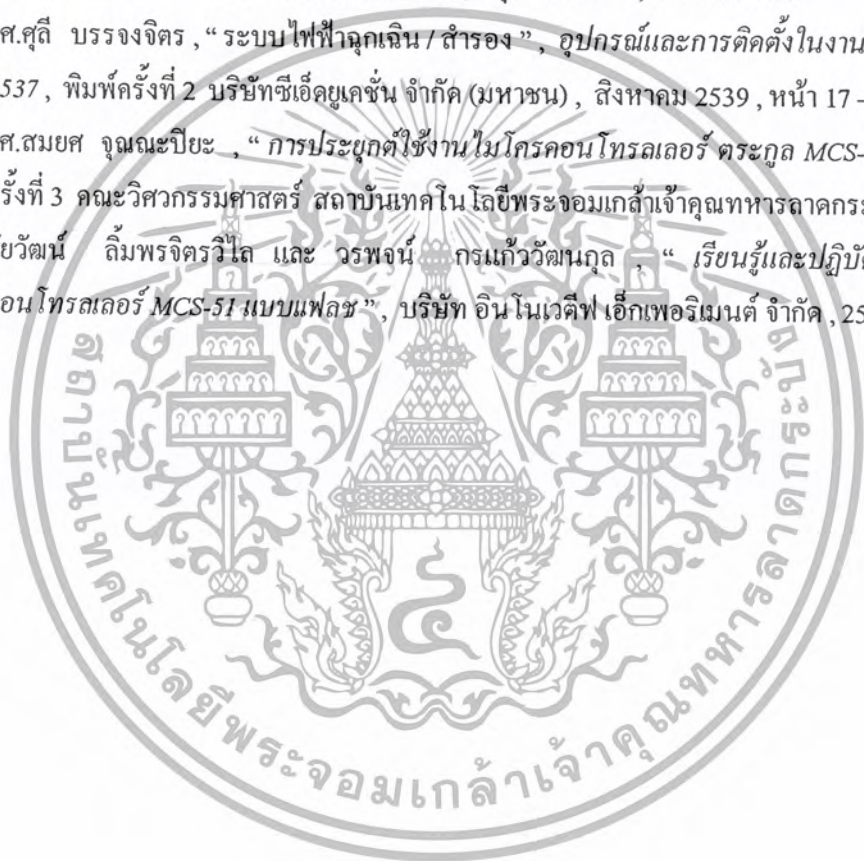 ศ.ศุลี บรรจงจิตร , “ ระบบไฟฟ้าฉุกเฉิน / สำรอง ” , อุปกรณ์และการติดตั้งในงาน
537 , พิมพ์ครั้งที่ 2 บริษัทซีเอ็ดยูเคชั่น จำกัด (มหาชน) , สิงหาคม 2539 , หน้า 17 -
ศ.สมยศ จุณณะปิยะ , “ การประยุกต์ใช้งานไมโครคอนโทรลเลอร์ ตระกูล MCS-
รั้งที่ 3 คณะวิศวกรรมศาสตร์ สถาบันเทคโนโลยีพระจอมเกล้าเจ้าคุณทหารลาดกระ
ัยวัฒน์ ลิ้มพรจิตรวิไล และ วรพจน์ กรแก้ววัฒนกุล , “ เรียนรู้และปฏิบั
อนโทรลเลอร์ MCS-51 แบบแฟลช ” , บริษัท อินโนเวตีฟ เอ็กเพอริเมนต์ จำกัด , 25
สถาบันเทคโนโลยีพระจอมเกล้าเจ้าคุณทหารลาดกระบัง